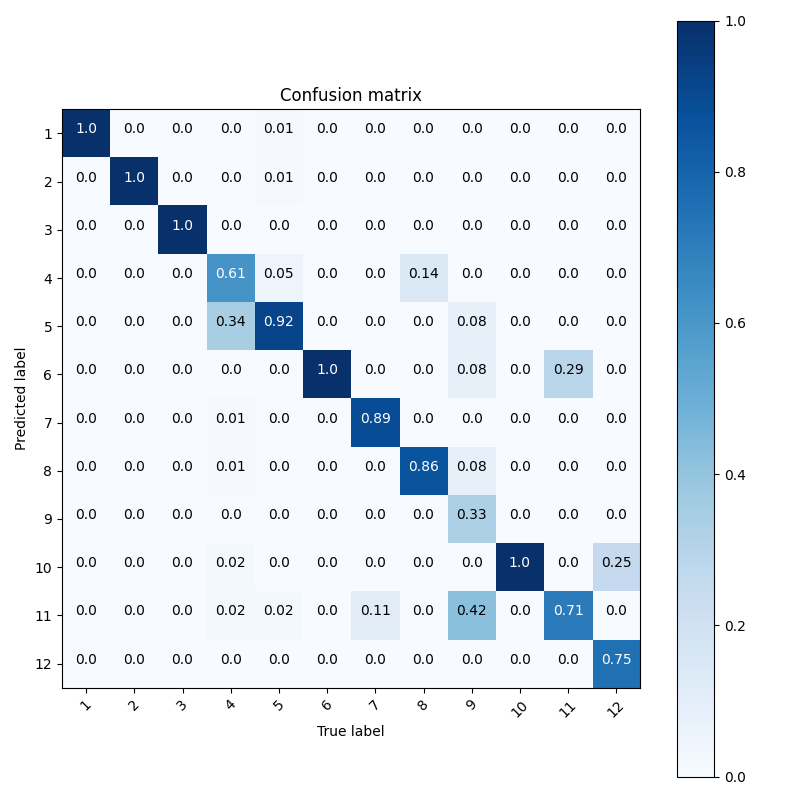 Confusion matrix
1 1.0 0.0 0.0 0.0 0.01 0.0 0.0 0.0 0.0 0.0 0.0 0.0
2 0.0 1.0 0.0 0.0 0.01 0.0 0.0 0.0 0.0 0.0 0.0 0.0
3 0.0 0.0 1.0 0.0 0.0 0.0 0.0 0.0 0.0 0.0 0.0 0.0
4 0.0 0.0 0.0 0.61 0.05 0.0 0.0 0.14 0.0 0.0 0.0 0.0
5 0.0 0.0 0.0 0.34 0.92 0.0 0.0 0.0 0.08 0.0 0.0 0.0
6 0.0 0.0 0.0 0.0 0.0 1.0 0.0 0.0 0.08 0.0 0.29 0.0
7 0.0 0.0 0.0 0.01 0.0 0.0 0.89 0.0 0.0 0.0 0.0 0.0
8 0.0 0.0 0.0 0.01 0.0 0.0 0.0 0.86 0.08 0.0 0.0 0.0
9 0.0 0.0 0.0 0.0 0.0 0.0 0.0 0.0 0.33 0.0 0.0 0.0
10 0.0 0.0 0.0 0.02 0.0 0.0 0.0 0.0 0.0 1.0 0.0 0.25
11 0.0 0.0 0.0 0.02 0.02 0.0 0.11 0.0 0.42 0.0 0.71 0.0
12 0.0 0.0 0.0 0.0 0.0 0.0 0.0 0.0 0.0 0.0 0.0 0.75
1 2 3 4 5 6 7 8 9 10 11 12
True label
Predicted label
1.0
0.8
0.6
0.4
0.2
0.0